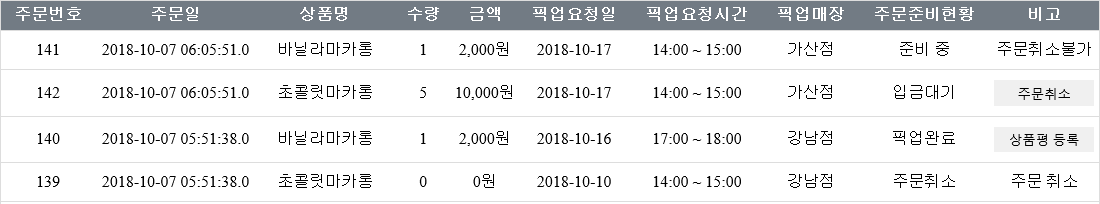 주문번호 주문일 상품명 수량 금액 픽업요청일 픽업요청시간 픽업매장 주문준비현황 비고
141 2018-10-07 06:05:51.0 바닐라마카롱 1 2,000원 2018-10-17 14:00 ~ 15:00 가산점 준비 중 주문취소불가
142 2018-10-07 06:05:51.0 초콜릿마카롱 5 10,000원 2018-10-17 14:00 ~ 15:00 가산점 입금대기 주문취소
140 2018-10-07 05:51:38.0 바닐라마카롱 1 2,000원 2018-10-16 17:00 ~ 18:00 강남점 픽업완료 상품평 등록
139 2018-10-07 05:51:38.0 초콜릿마카롱 0 0원 2018-10-10 14:00 ~ 15:00 강남점 주문취소 주문 취소